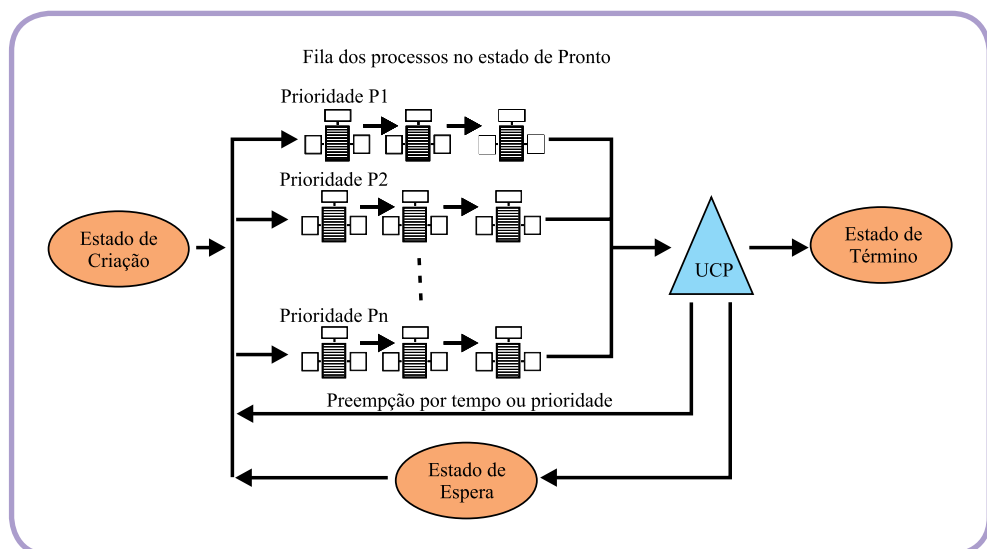 Fila dos processos no estado de Pronto
Prioridade P1
Prioridade P2
Estado de
Criação
UCP
Estado de
Término
Prioridade Pn
Preempção por tempo ou prioridade
Estado de
Espera